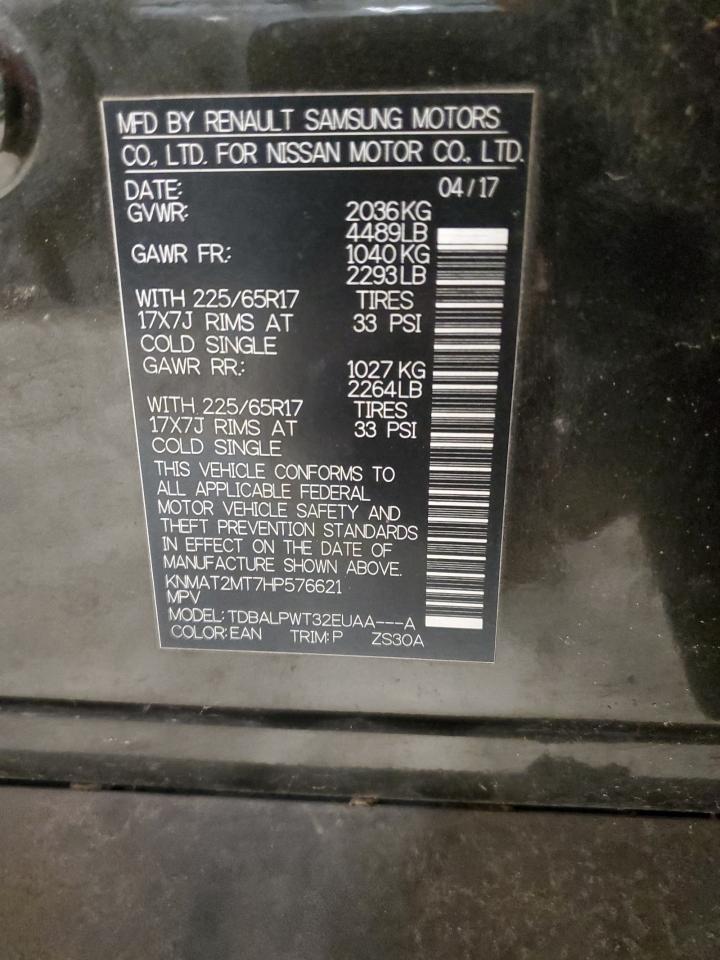 MFD BY RENAULT SAMSUNG MOTORS
CO., LTD. FOR NISSAN MOTOR CO., LTD.
DATE: 04/17
GVWR: 2036KG
4489LB
GAWR FR.: 1040KG
2293LB
WITH 225/65R17 TIRES
17X7J RIMS AT 33 PSI
COLD SINGLE
GAWR RR.: 1027 KG
2264LB
WITH 225/65R17 TIRES
17X7J RIMS AT 33 PSI
COLD SINGLE
THIS VEHICLE CONFORMS TO
ALL APPLICABLE FEDERAL
MOTOR VEHICLE SAFETY AND
THEFT PREVENTION STANDARDS
IN EFFECT ON THE DATE OF
MANUFACTURE SHOWN ABOVE.
KNMAT2MT7HP576621
MPV
MODEL: TDBALPWT32EUAA---A
COLOR: EAN TRIM: P ZS30A